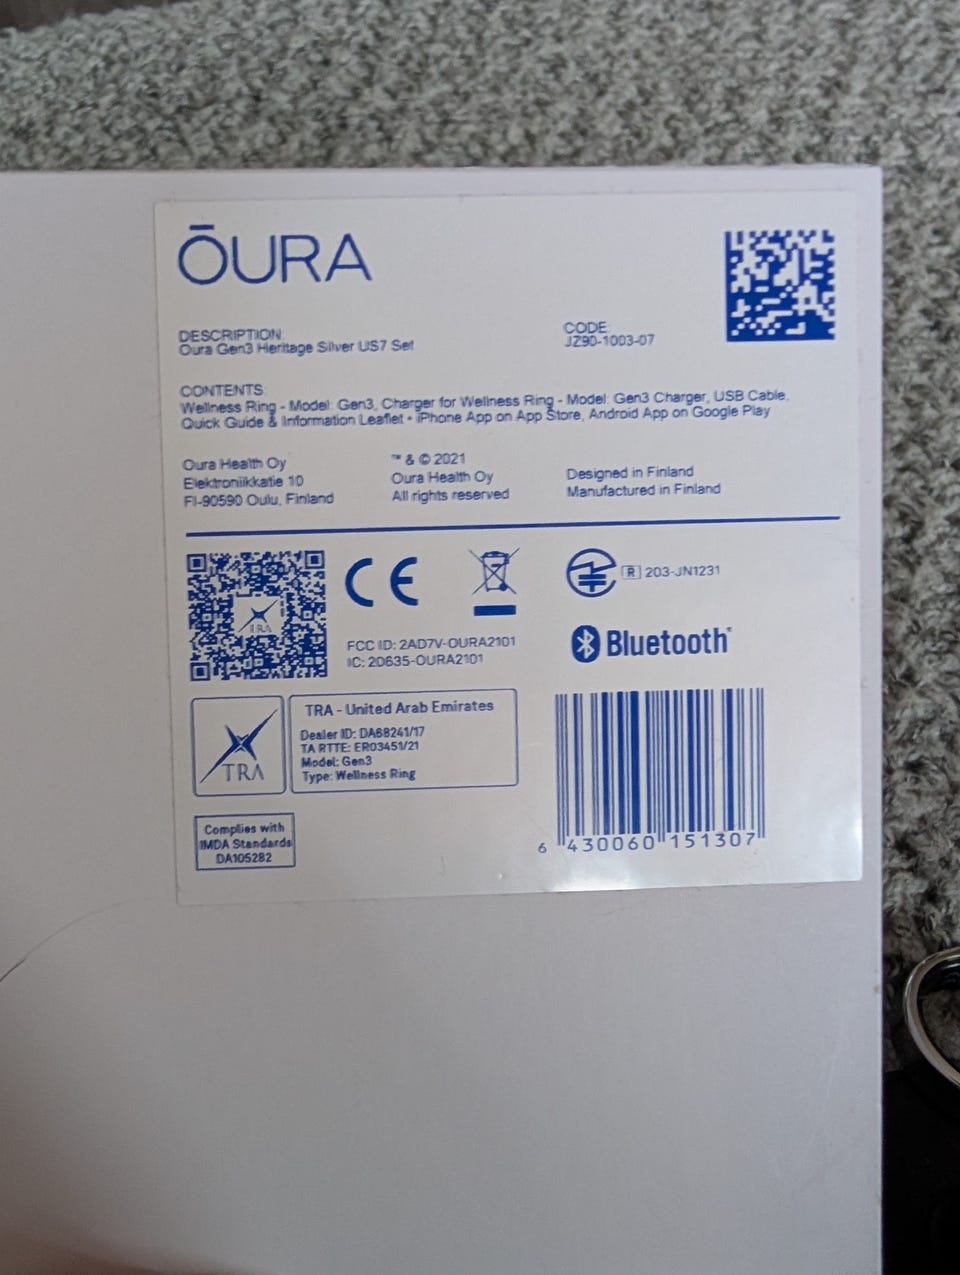 ŌURA
DESCRIPTION:
Oura Gen3 Heritage Silver US7 Set
CODE:
JZ90-1003-07
CONTENTS:
Wellness Ring - Model: Gen3, Charger for Wellness Ring - Model: Gen3 Charger, USB Cable,
Quick Guide & Information Leaflet • iPhone App on App Store, Android App on Google Play
Oura Health Oy
Elektroniikkatie 10
FI-90590 Oulu, Finland
™ & © 2021
Oura Health Oy
All rights reserved
Designed in Finland
Manufactured in Finland
TRA
CE
R 203-JN1231
FCC ID: 2AD7V-OURA2101
IC: 20635-OURA2101
Bluetooth®
TRA
TRA - United Arab Emirates
Dealer ID: DA68241/17
TA RTTE: ER03451/21
Model: Gen3
Type: Wellness Ring
Complies with
IMDA Standards
DA105282
6 430060 151307